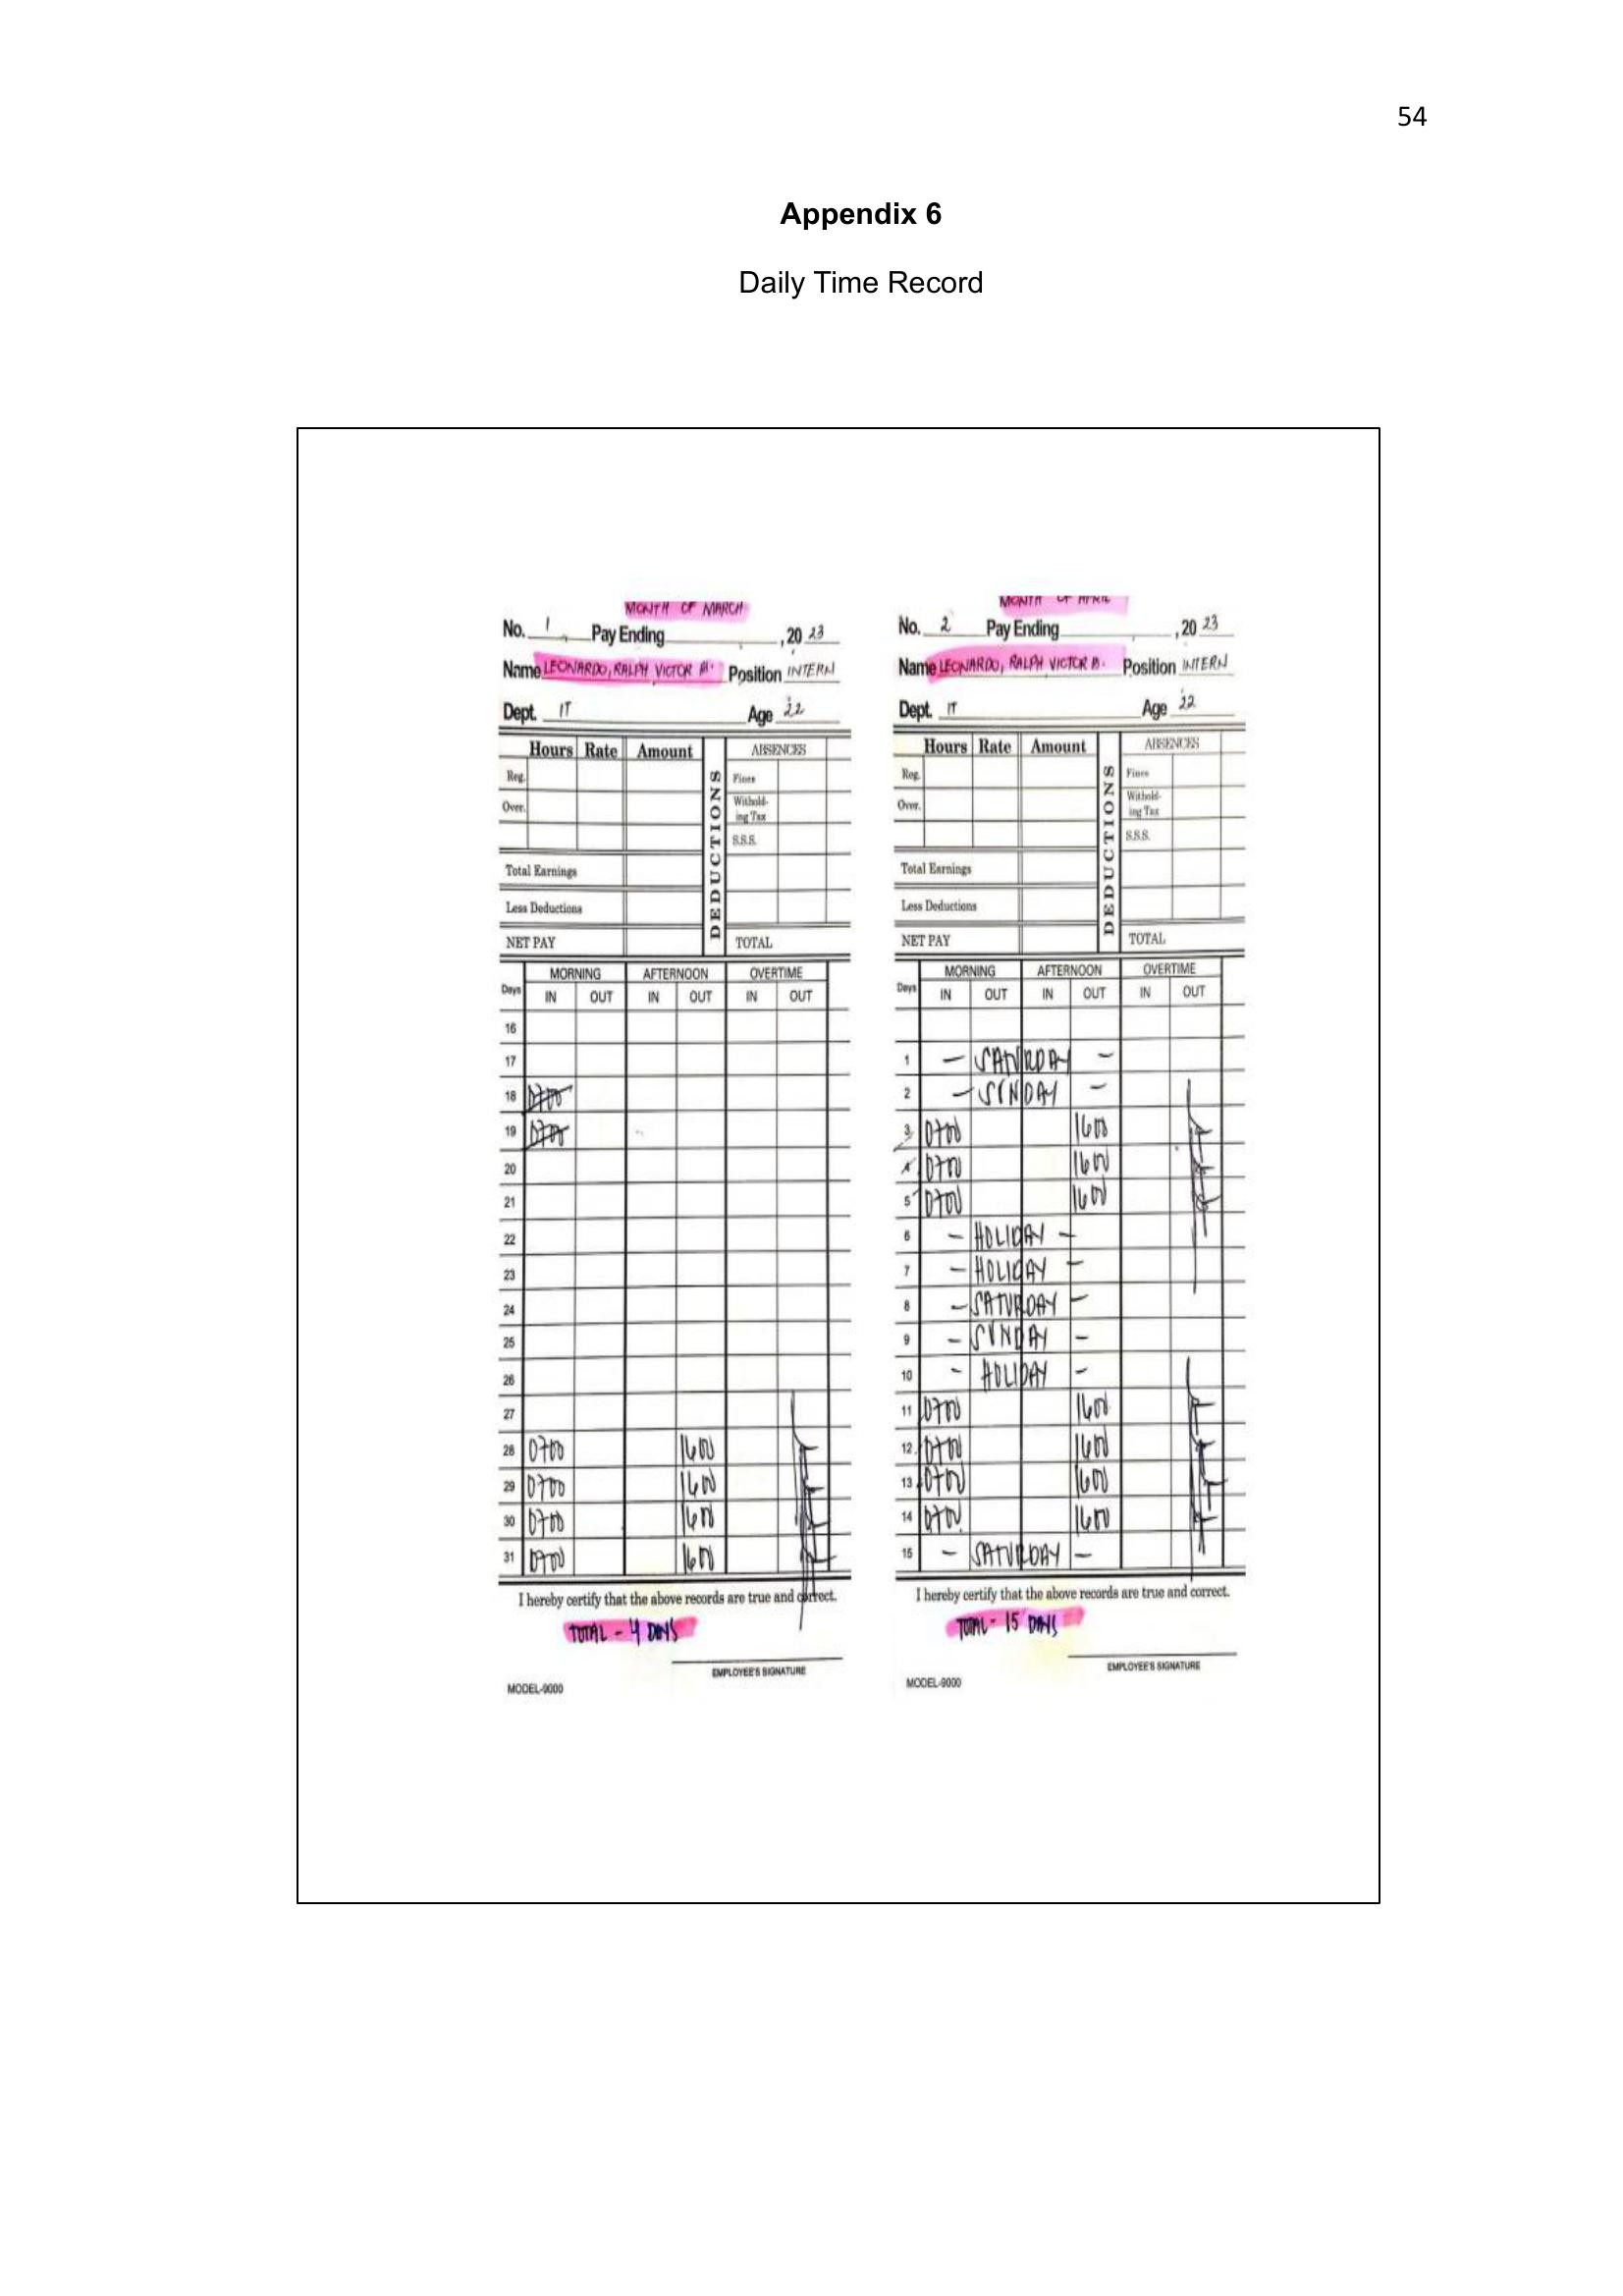 54
Appendix 6
Daily Time Record
MONTH OF MARCH
No. 1 Pay Ending , 20 23
Name LEONARDO, RALPH VICTOR Position INTERN
Dept. IT Age 22
Hours Rate Amount DEDUCTIONS ABSENCES
Reg. Fines
Over. Withold-
ing Tax
S.S.S.
Total Earnings
Less Deductions
NET PAY TOTAL
Days MORNING AFTERNOON OVERTIME
IN OUT IN OUT IN OUT
16
17
18 0700
19 0700
20
21
22
23
24
25
26
27
28 0700 1600
29 0700 1600
30 0700 1600
31 0700 1600
I hereby certify that the above records are true and correct.
TOTAL - 4 DAYS
EMPLOYEE'S SIGNATURE
MODEL-9000
MONTH OF APRIL
No. 2 Pay Ending , 20 23
Name LEONARDO, RALPH VICTOR B. Position INTERN
Dept. IT Age 22
Hours Rate Amount DEDUCTIONS ABSENCES
Reg. Fines
Over. Withold-
ing Tax
S.S.S.
Total Earnings
Less Deductions
NET PAY TOTAL
Days MORNING AFTERNOON OVERTIME
IN OUT IN OUT IN OUT
1 - SATURDAY -
2 - SUNDAY -
3 0700 1600
4 0700 1600
5 0700 1600
6 - HOLIDAY -
7 - HOLIDAY -
8 - SATURDAY -
9 - SUNDAY -
10 - HOLIDAY -
11 0700 1600
12 0700 1600
13 0700 1600
14 0700 1600
15 - SATURDAY -
I hereby certify that the above records are true and correct.
TOTAL - 15 DAYS
EMPLOYEE'S SIGNATURE
MODEL-9000